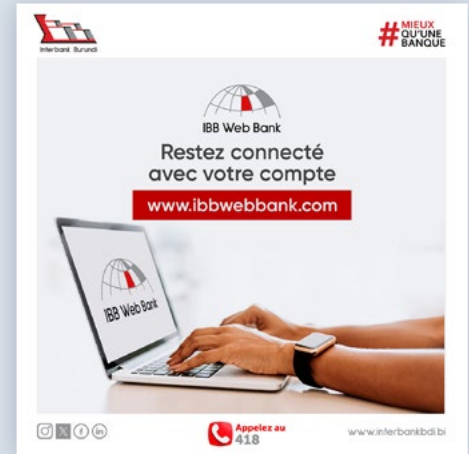 Interbank Burundi
#MIEUX
QU'UNE
BANQUE
IBB Web Bank
Restez connecté
avec votre compte
www.ibbwebbank.com
IBB Web Bank
Appelez au
418
www.interbankbdi.bi